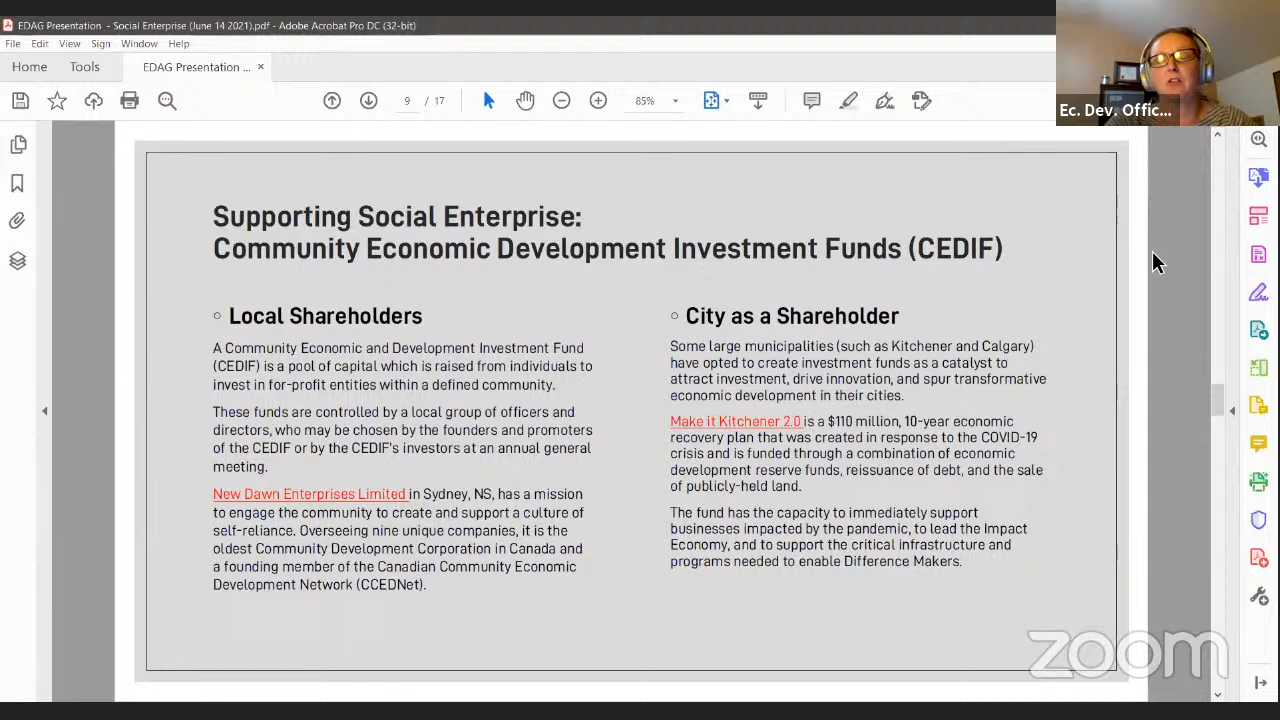 EDAG Presentation - Social Enterprise (June 14 2021).pdf - Adobe Acrobat Pro DC (32-bit)
File Edit View Sign Window Help
Home Tools EDAG Presentation ... ×
17 85%
Ec. Dev. Offic...
Supporting Social Enterprise:
Community Economic Development Investment Funds (CEDIF)
Local Shareholders
A Community Economic and Development Investment Fund
(CEDIF) is a pool of capital which is raised from individuals to
invest in for-profit entities within a defined community.
These funds are controlled by a local group of officers and
directors, who may be chosen by the founders and promoters
of the CEDIF or by the CEDIF's investors at an annual general
meeting.
New Dawn Enterprises Limited in Sydney, NS, has a mission
to engage the community to create and support a culture of
self-reliance. Overseeing nine unique companies, it is the
oldest Community Development Corporation in Canada and
a founding member of the Canadian Community Economic
Development Network (CCEDNet).
City as a Shareholder
Some large municipalities (such as Kitchener and Calgary)
have opted to create investment funds as a catalyst to
attract investment, drive innovation, and spur transformative
economic development in their cities.
Make it Kitchener 2.0 is a $110 million, 10-year economic
recovery plan that was created in response to the COVID-19
crisis and is funded through a combination of economic
development reserve funds, reissuance of debt, and the sale
of publicly-held land.
The fund has the capacity to immediately support
businesses impacted by the pandemic, to lead the Impact
Economy, and to support the critical infrastructure and
programs needed to enable Difference Makers.
zoom